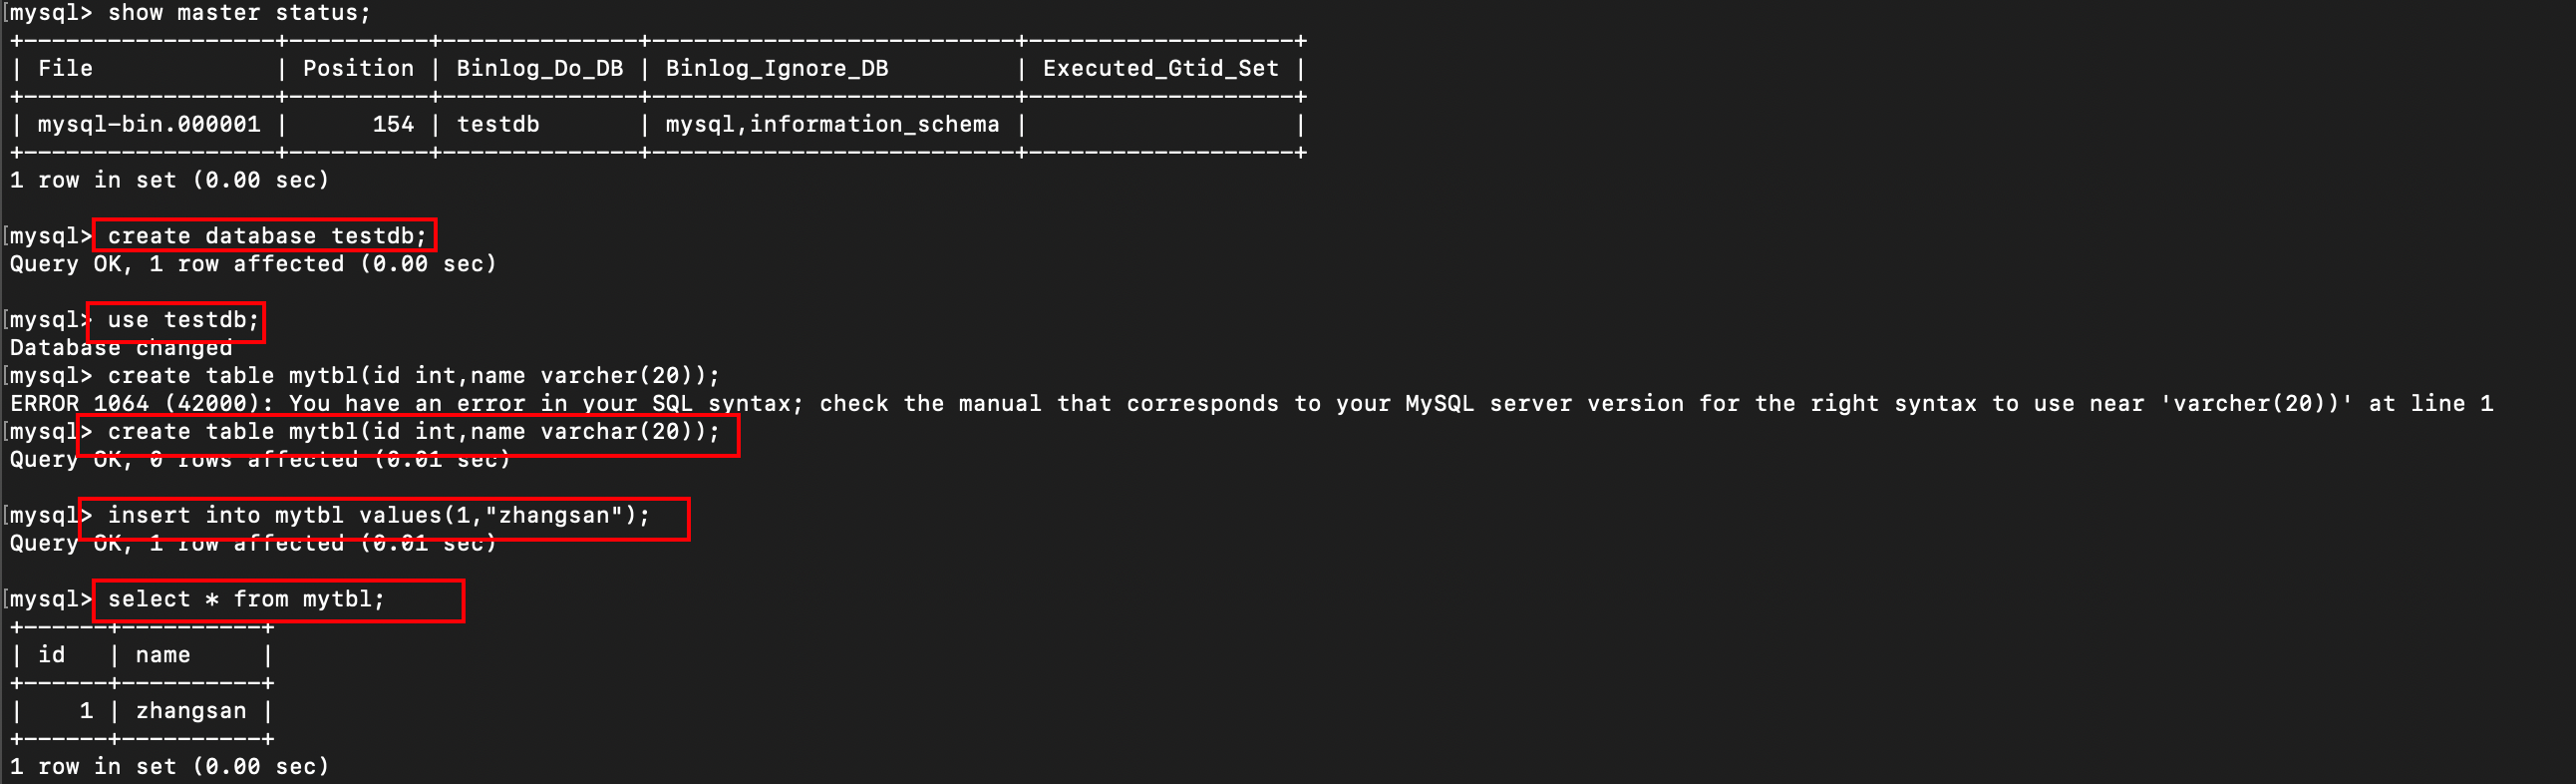 [mysql> show master status;
+------------------+----------+--------------+--------------------------+-------------------+
| File             | Position | Binlog_Do_DB | Binlog_Ignore_DB         | Executed_Gtid_Set |
+------------------+----------+--------------+--------------------------+-------------------+
| mysql-bin.000001 |      154 | testdb       | mysql,information_schema |                   |
+------------------+----------+--------------+--------------------------+-------------------+
1 row in set (0.00 sec)
[mysql> create database testdb;
Query OK, 1 row affected (0.00 sec)
[mysql> use testdb;
Database changed
[mysql> create table mytbl(id int,name varcher(20));
ERROR 1064 (42000): You have an error in your SQL syntax; check the manual that corresponds to your MySQL server version for the right syntax to use near 'varcher(20))' at line 1
[mysql> create table mytbl(id int,name varchar(20));
Query OK, 0 rows affected (0.01 sec)
[mysql> insert into mytbl values(1,"zhangsan");
Query OK, 1 row affected (0.01 sec)
[mysql> select * from mytbl;
+------+----------+
| id   | name     |
+------+----------+
|    1 | zhangsan |
+------+----------+
1 row in set (0.00 sec)